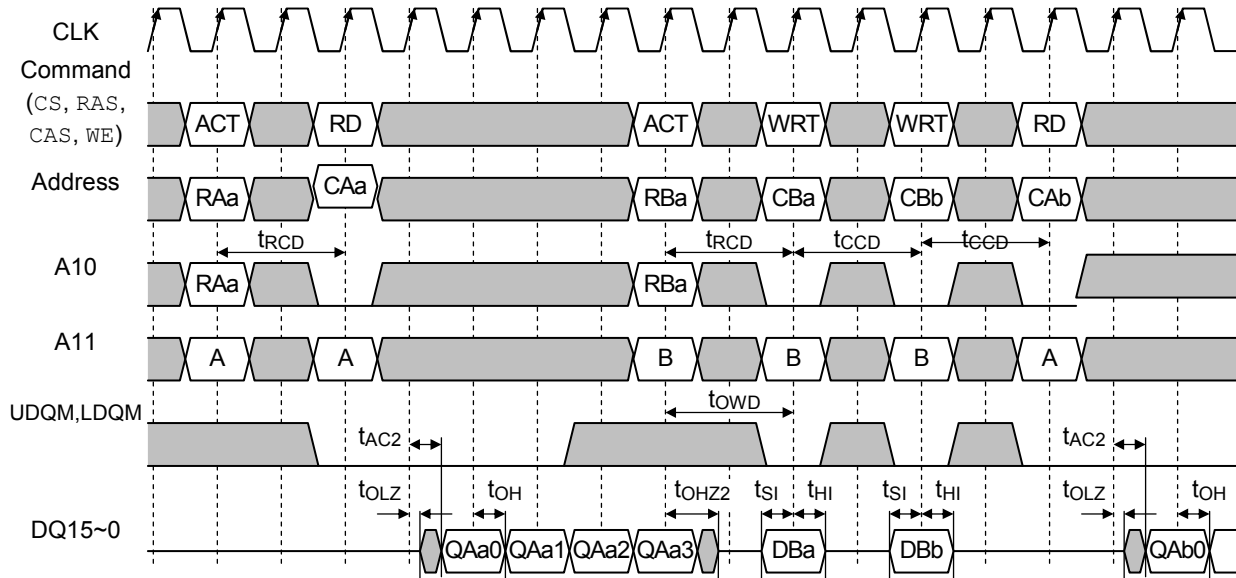 CLK
Command
(CS, RAS,
CAS, WE)
ACT RD ACT WRT WRT RD
Address
RAa CAa RBa CBa CBb CAb
tRCD tRCD tCCD tCCD
A10
RAa RBa
A11
A A B B B A
UDQM,LDQM
tOWD
tAC2 tAC2
tOLZ tOH tOHZ2 tSI tHI tSI tHI tOLZ tOH
DQ15~0
QAa0 QAa1 QAa2 QAa3 DBa DBb QAb0